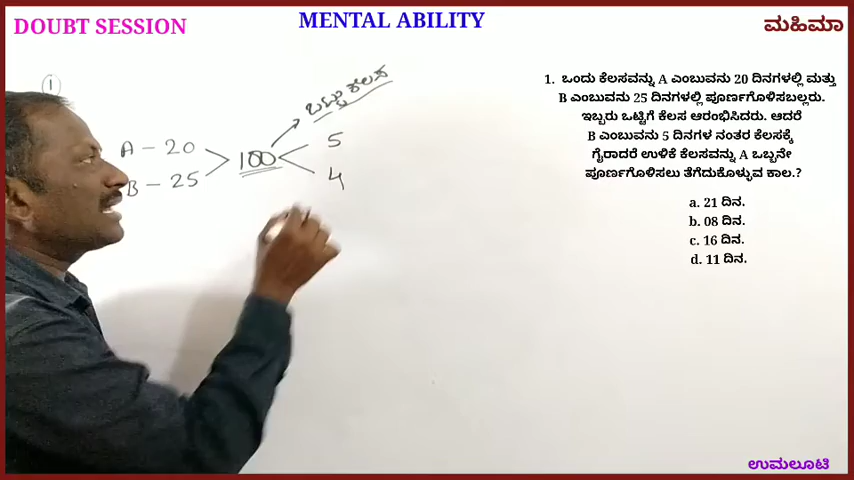 DOUBT SESSION
MENTAL ABILITY
ಮಹಿಮಾ
1
A - 20
B - 25
100
ಒಟ್ಟು ಕೆಲಸ
5
4
1. ಒಂದು ಕೆಲಸವನ್ನು A ಎಂಬುವನು 20 ದಿನಗಳಲ್ಲಿ ಮತ್ತು
B ಎಂಬುವನು 25 ದಿನಗಳಲ್ಲಿ ಪೂರ್ಣಗೊಳಿಸಬಲ್ಲರು.
ಇಬ್ಬರು ಒಟ್ಟಿಗೆ ಕೆಲಸ ಆರಂಭಿಸಿದರು. ಆದರೆ
B ಎಂಬುವನು 5 ದಿನಗಳ ನಂತರ ಕೆಲಸಕ್ಕೆ
ಗೈರಾದರೆ ಉಳಿಕೆ ಕೆಲಸವನ್ನು A ಒಬ್ಬನೇ
ಪೂರ್ಣಗೊಳಿಸಲು ತೆಗೆದುಕೊಳ್ಳುವ ಕಾಲ.?
a. 21 ದಿನ.
b. 08 ದಿನ.
c. 16 ದಿನ.
d. 11 ದಿನ.
ಉಮಲೂಟಿ